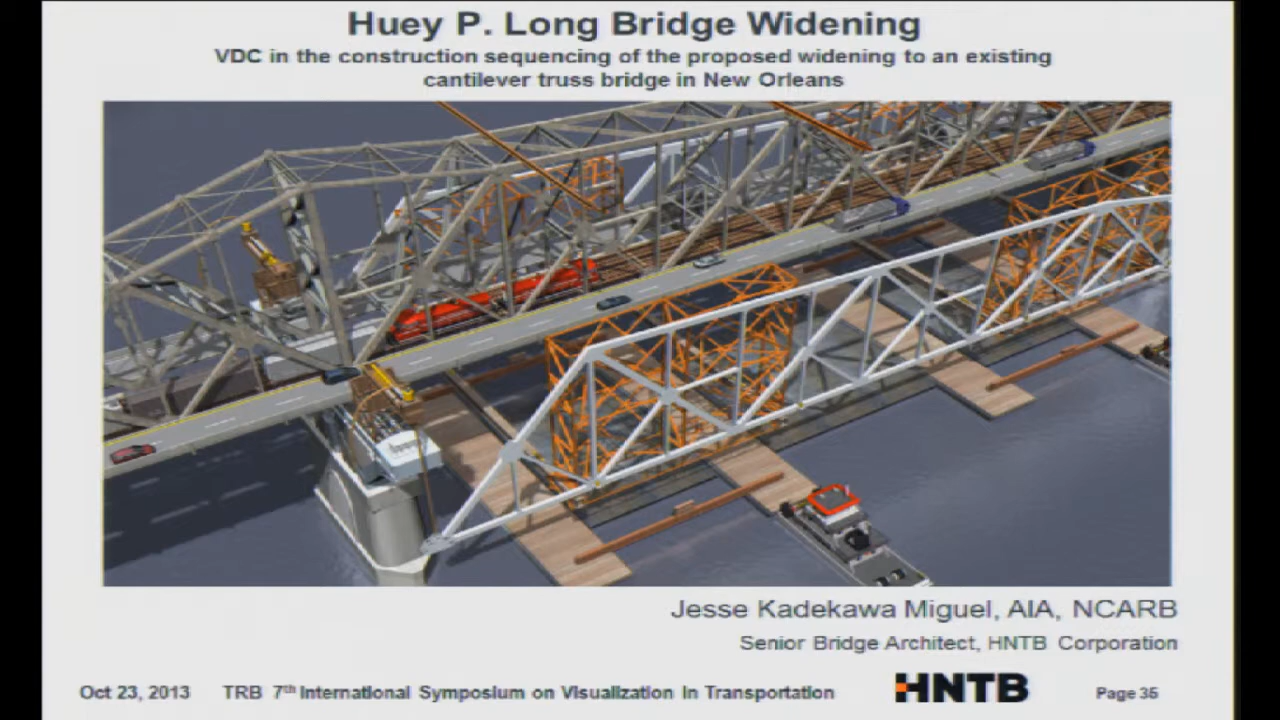 Huey P. Long Bridge Widening
VDC in the construction sequencing of the proposed widening to an existing
cantilever truss bridge in New Orleans
Jesse Kadekawa Miguel, AIA, NCARB
Senior Bridge Architect, HNTB Corporation
Oct 23, 2013 TRB 7th International Symposium on Visualization in Transportation HNTB Page 35